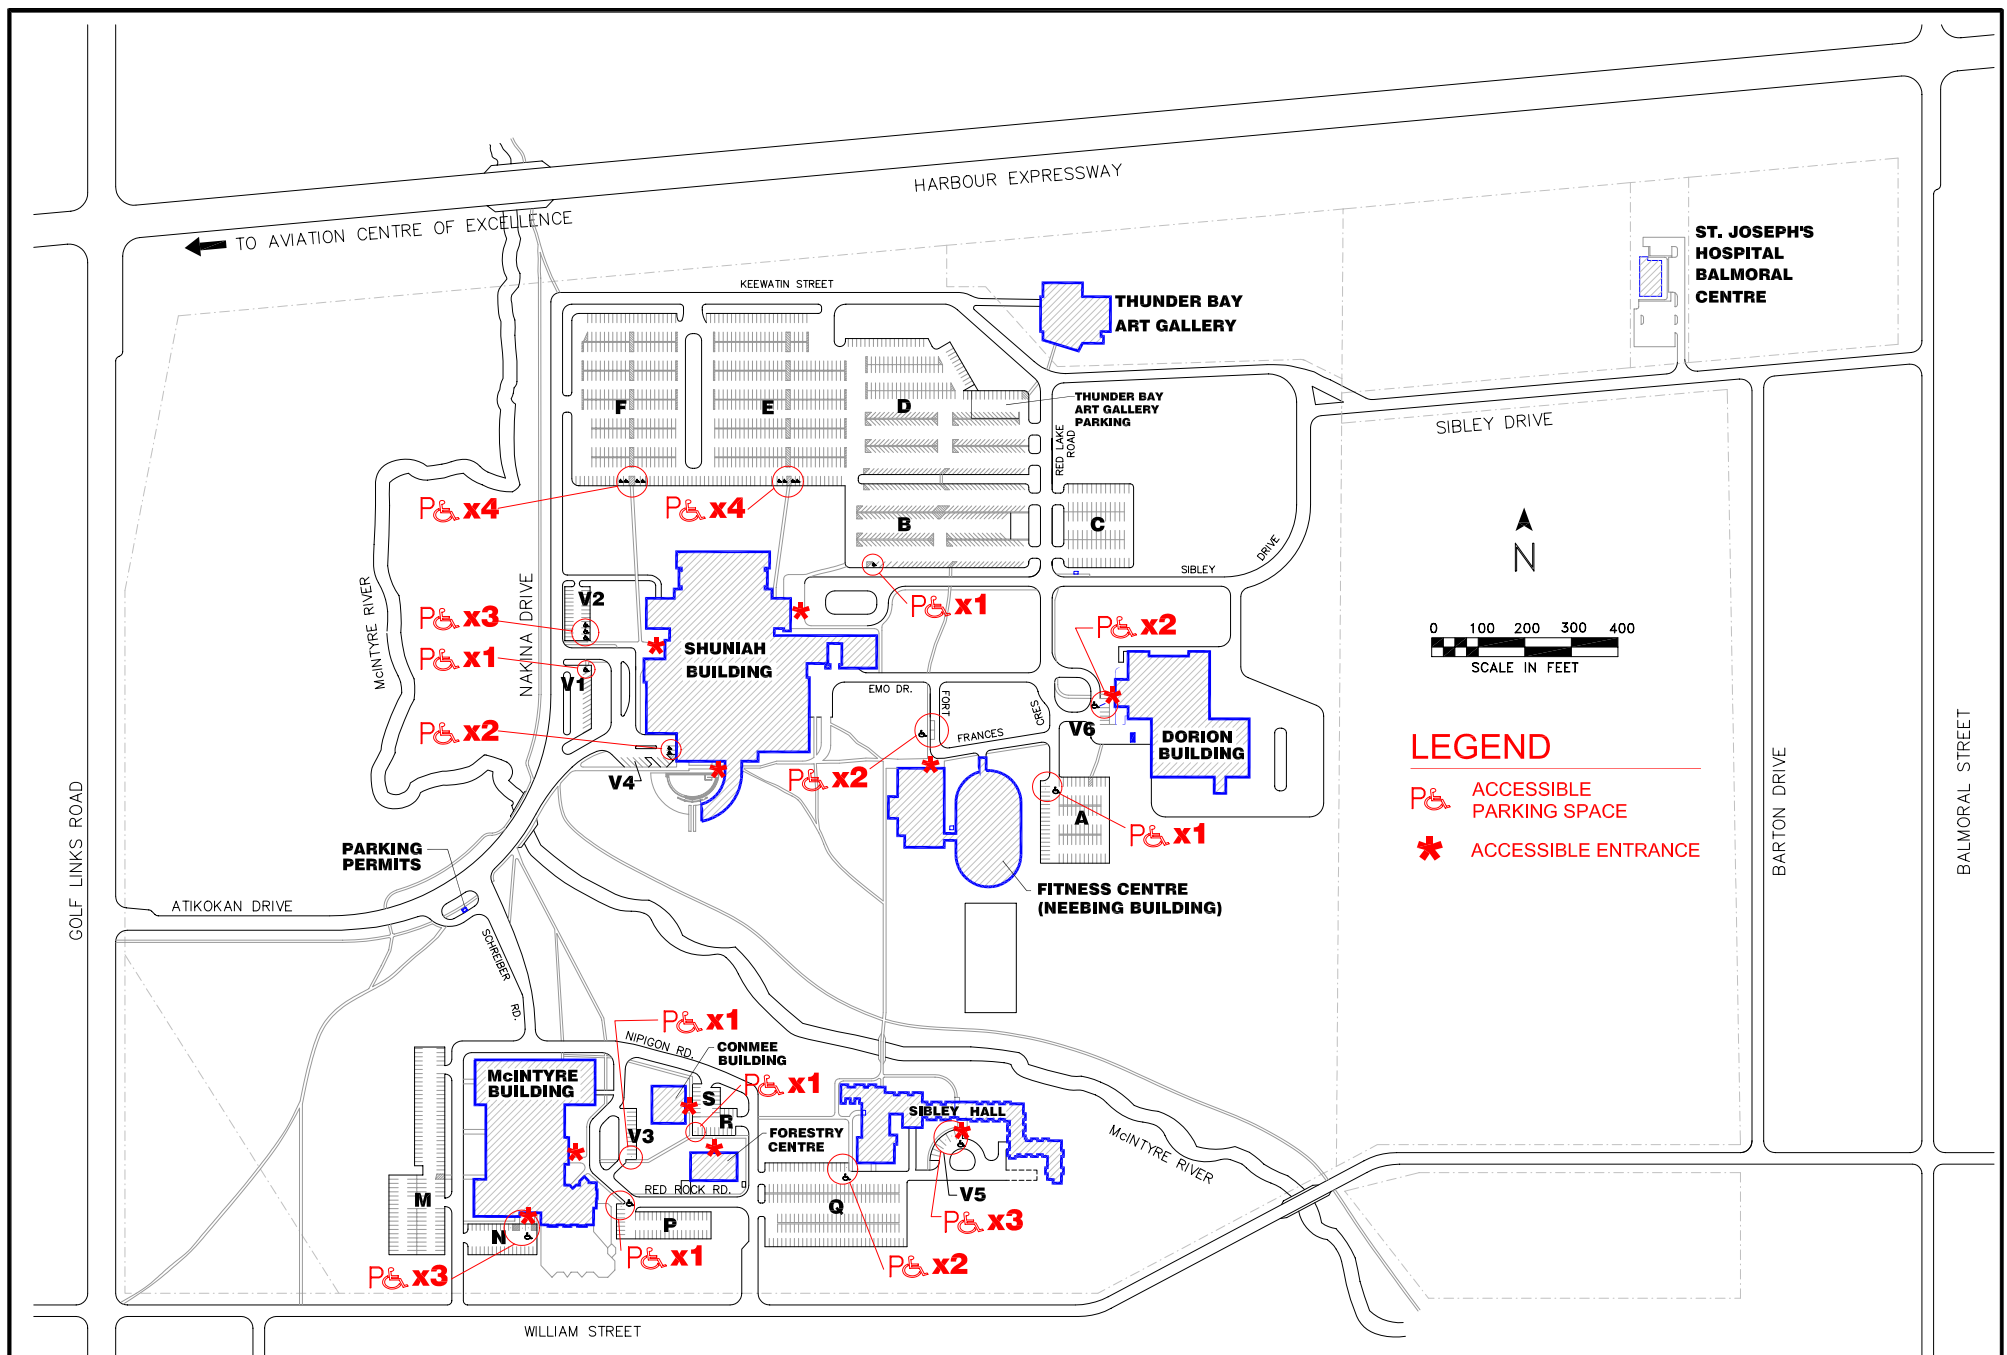 HARBOUR EXPRESSWAY
TO AVIATION CENTRE OF EXCELLENCE
ST. JOSEPH'S
HOSPITAL
BALMORAL
CENTRE
KEEWATIN STREET
THUNDER BAY
ART GALLERY
THUNDER BAY
ART GALLERY
PARKING
F
E
D
RED LAKE
ROAD
SIBLEY DRIVE
P x4
P x4
B
C
N
McINTYRE RIVER
NAKINA DRIVE
SIBLEY
DRIVE
V2
P x3
P x1
P x1
P x2
0 100 200 300 400
SCALE IN FEET
SHUNIAH
BUILDING
V1
EMO DR.
FORT
FRANCES
CRES
V6
DORION
BUILDING
P x2
V4
P x2
A
P x1
LEGEND
P ACCESSIBLE
PARKING SPACE
* ACCESSIBLE ENTRANCE
GOLF LINKS ROAD
BARTON DRIVE
BALMORAL STREET
PARKING
PERMITS
FITNESS CENTRE
(NEEBING BUILDING)
ATIKOKAN DRIVE
SCHREIBER
RD.
P x1
NIPIGON RD.
CONMEE
BUILDING
P x1
McINTYRE
BUILDING
S
R
SIBLEY HALL
V3
FORESTRY
CENTRE
McINTYRE RIVER
M
RED ROCK RD.
Q
V5
N
P
P x3
P x3
P x1
P x2
WILLIAM STREET